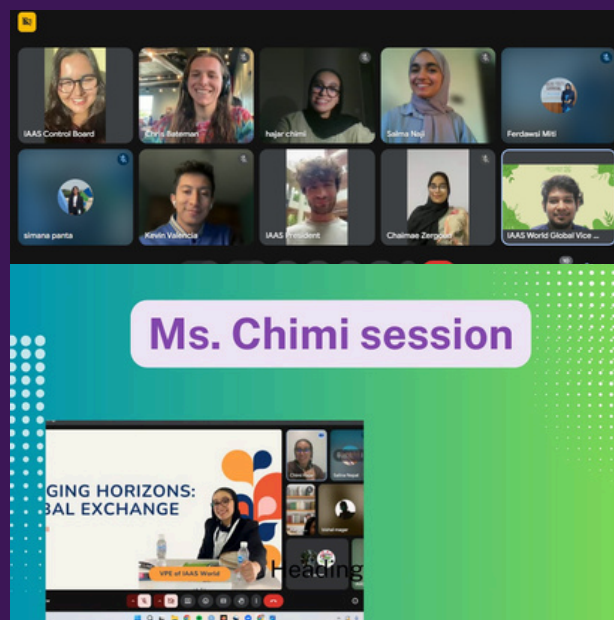 IAAS Control Board
Chris Bateman
hajar chimi
Salma Naji
Ferdawsi Miti
simana panta
Kevin Valencia
IAAS President
Chaimae Zergoun
IAAS World Global Vice ...
Ms. Chimi session
GING HORIZONS:
BAL EXCHANGE
VPE of IAAS World
Heading